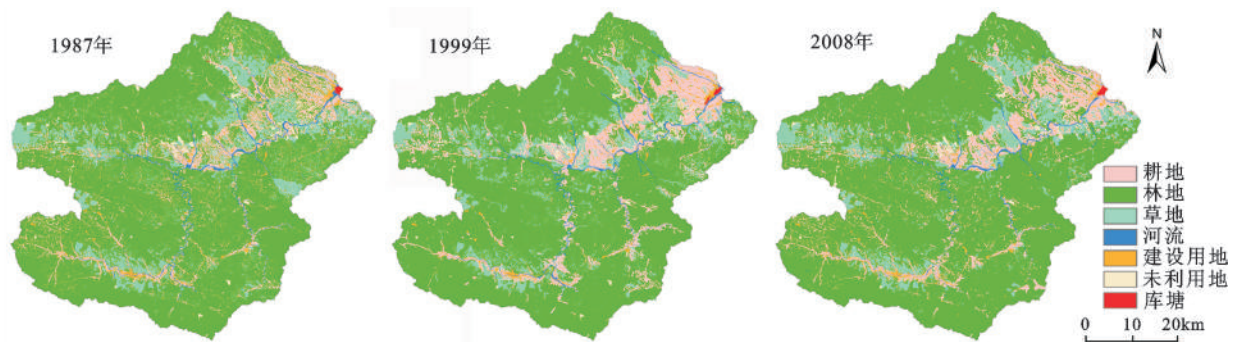 1987年
1999年
2008年
N
耕地
林地
草地
河流
建设用地
未利用地
库塘
0 10 20km